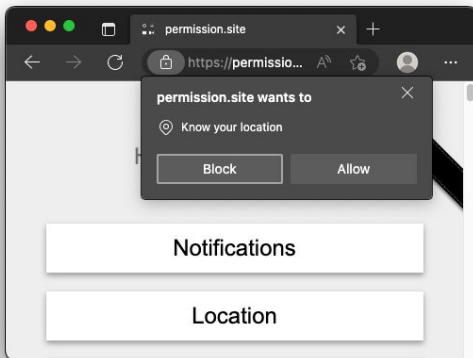 permission.site
https://permissio...
permission.site wants to
Know your location
Block
Allow
Notifications
Location